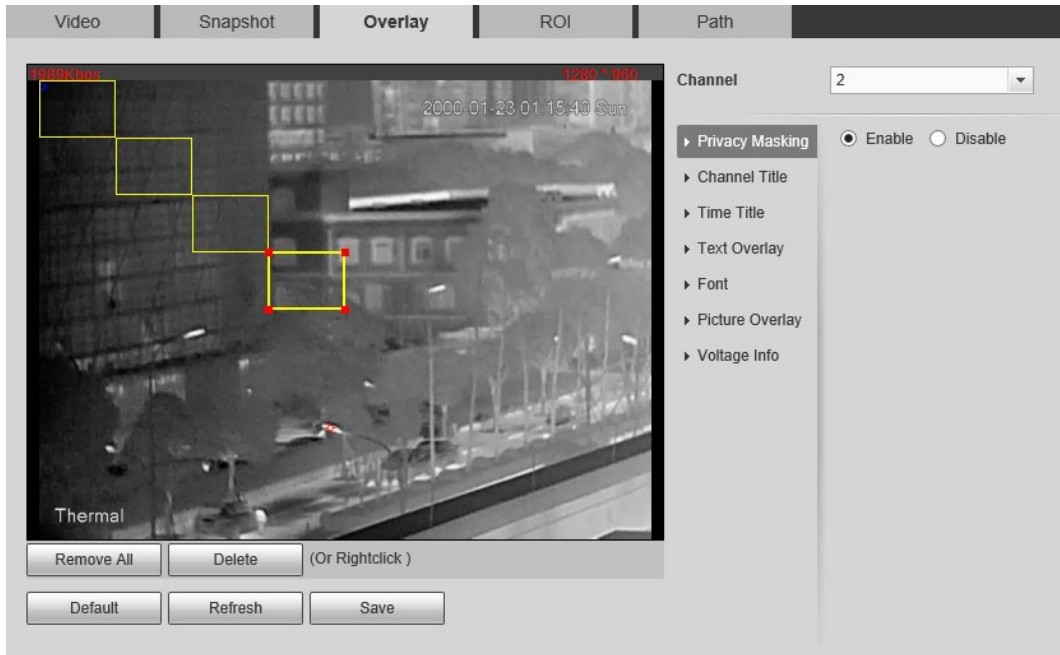 Video Snapshot Overlay ROI Path
1889Kbps 1280 * 960
2000-01-23 01:15:40 Sun
Thermal
Channel 2
Privacy Masking Enable Disable
Channel Title
Time Title
Text Overlay
Font
Picture Overlay
Voltage Info
Remove All Delete (Or Rightclick )
Default Refresh Save